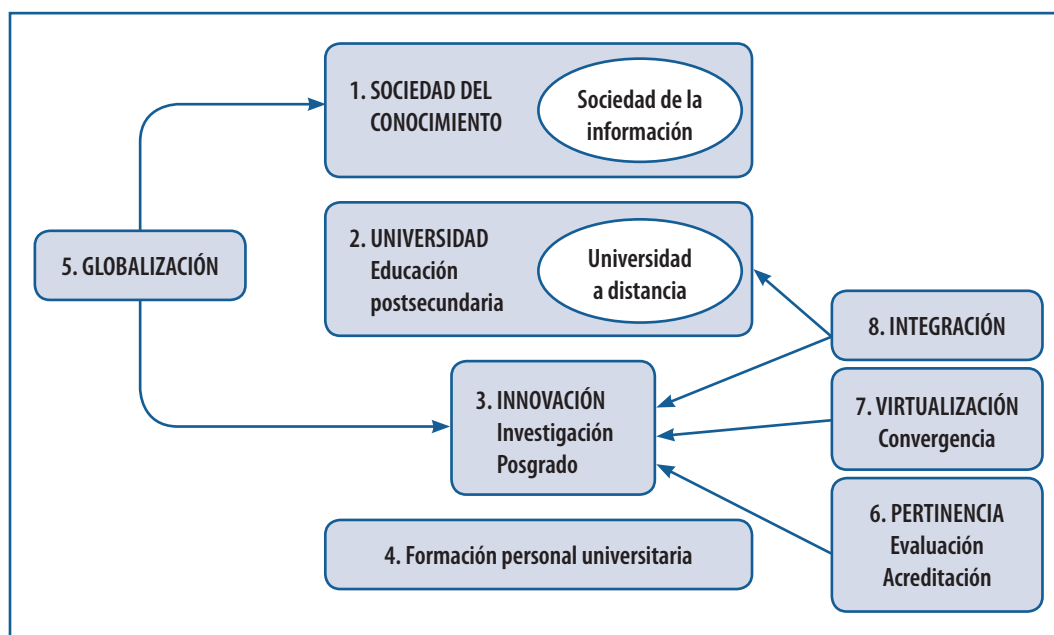 1. SOCIEDAD DEL
CONOCIMIENTO
Sociedad de la
información
2. UNIVERSIDAD
Educación
postsecundaria
Universidad
a distancia
5. GLOBALIZACIÓN
8. INTEGRACIÓN
3. INNOVACIÓN
Investigación
Posgrado
7. VIRTUALIZACIÓN
Convergencia
6. PERTINENCIA
Evaluación
Acreditación
4. Formación personal universitaria